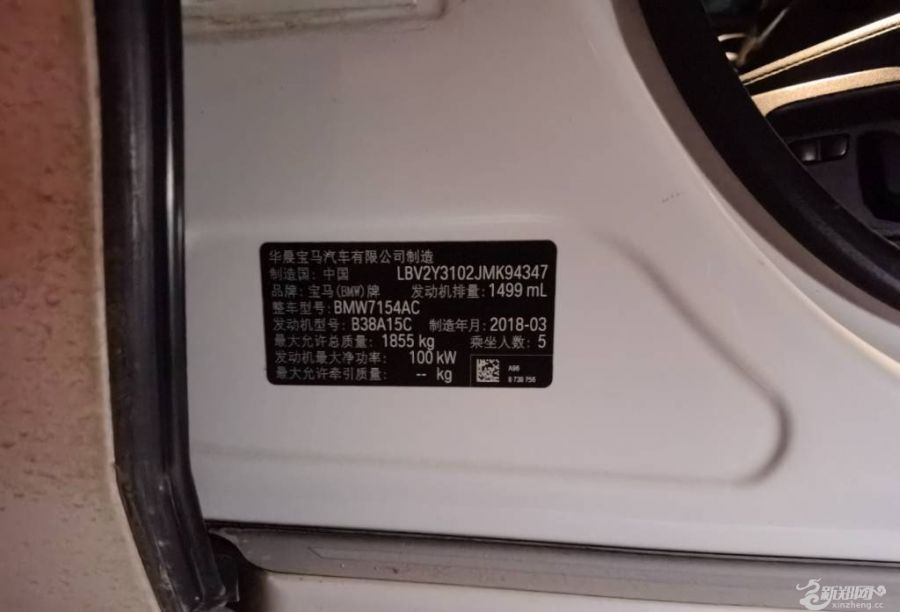 华晨宝马汽车有限公司制造
制造国: 中国 LBV2Y3102JMK94347
品牌: 宝马(BMW)牌 发动机排量: 1499 mL
整车型号: BMW7154AC
发动机型号: B38A15C 制造年月: 2018-03
最大允许总质量: 1855 kg 乘坐人数: 5
发动机最大净功率: 100 kW
最大允许牵引质量: -- kg
A96
8 738 756
新郑网
xinzheng.cc